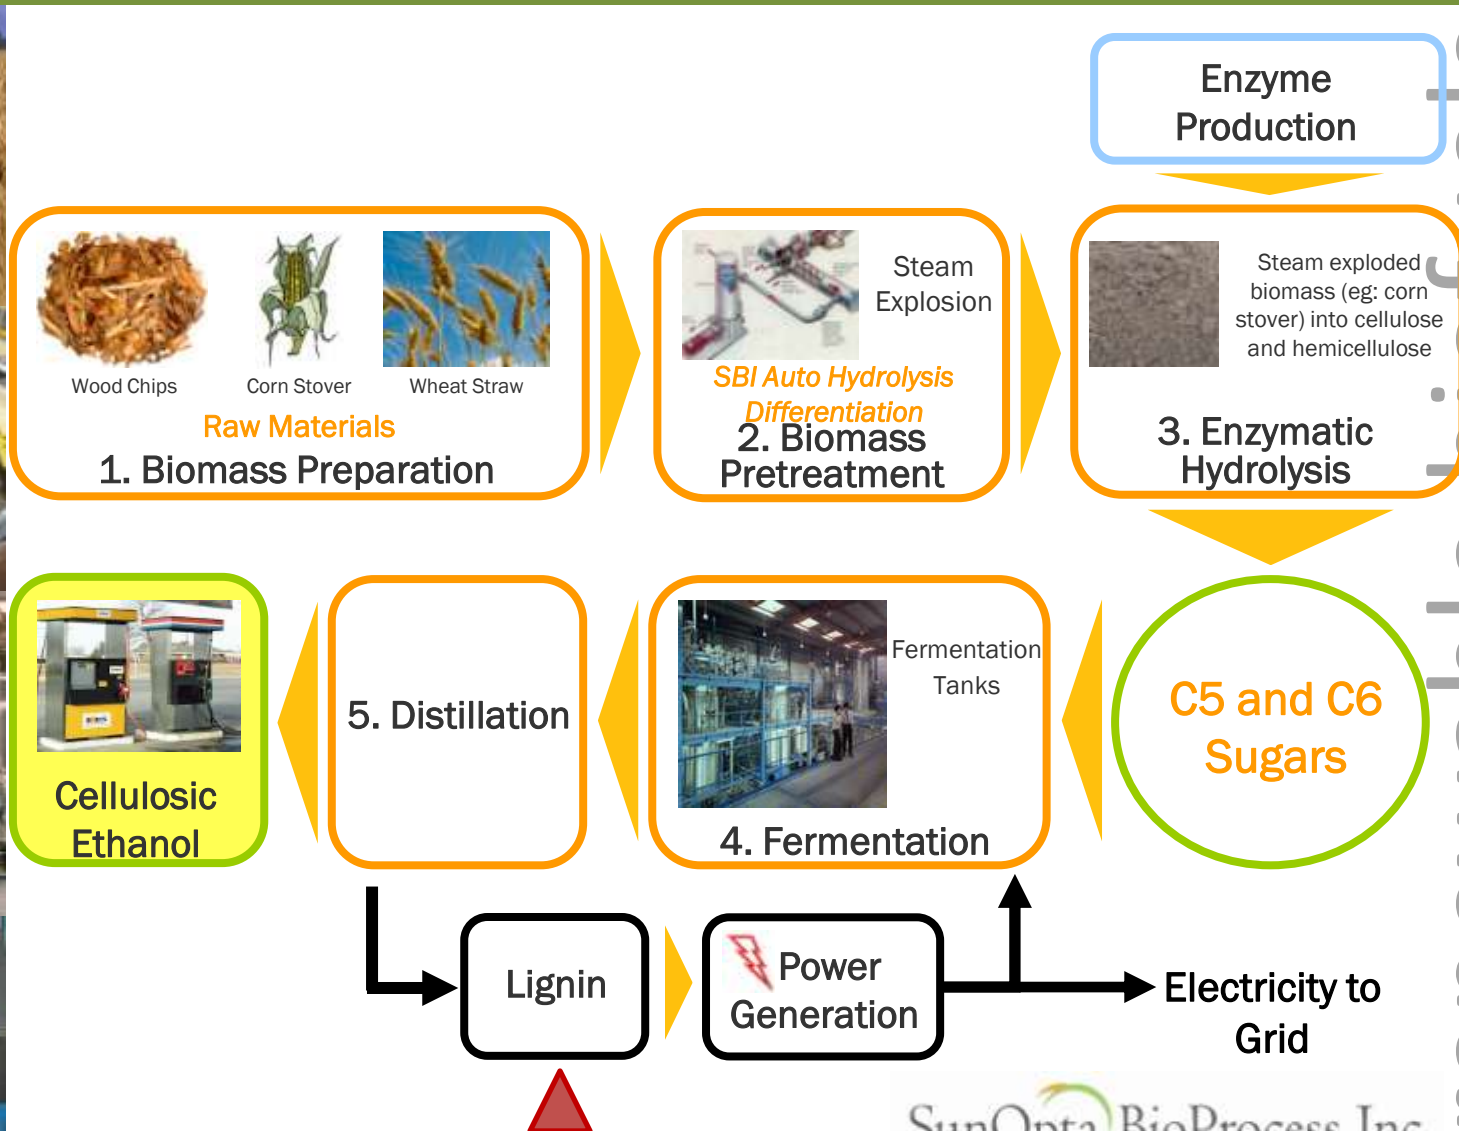 Enzyme
Production
Wood Chips
Corn Stover
Wheat Straw
Raw Materials
1. Biomass Preparation
Steam
Explosion
SBI Auto Hydrolysis
Differentiation
2. Biomass
Pretreatment
Steam exploded
biomass (eg: corn
stover) into cellulose
and hemicellulose
3. Enzymatic
Hydrolysis
C5 and C6
Sugars
Fermentation
Tanks
4. Fermentation
5. Distillation
Cellulosic
Ethanol
Lignin
Power
Generation
Electricity to
Grid
SunOpta BioProcess Inc